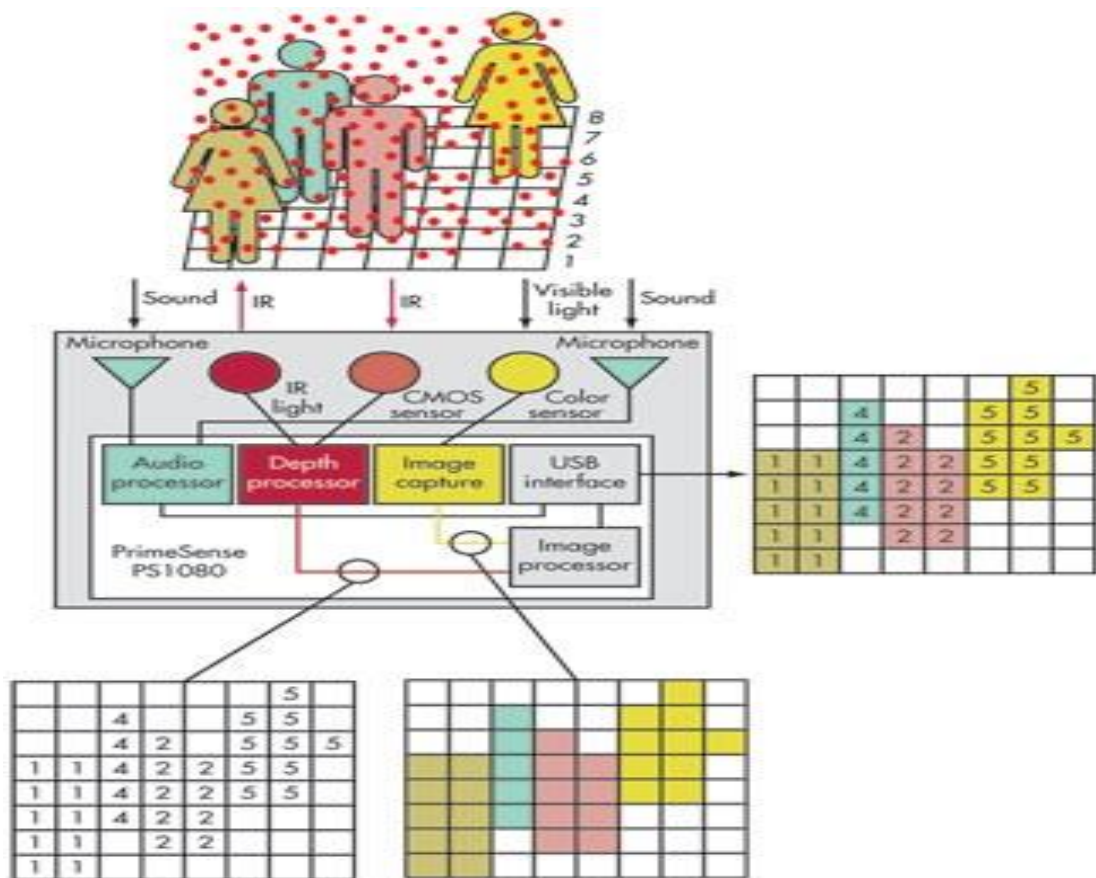 8
7
6
5
4
3
2
1
Sound
IR
IR
Visible
light
Sound
Microphone
Microphone
IR
light
CMOS
sensor
Color
sensor
Audio
processor
Depth
processor
Image
capture
USB
interface
PrimeSense
PS1080
Image
processor
5
4 5 5
4 2 5 5 5
1 1 4 2 2 5 5
1 1 4 2 2 5 5
1 1 4 2 2
1 1 2 2
1 1
5
4 5 5
4 2 5 5 5
1 1 4 2 2 5 5
1 1 4 2 2 5 5
1 1 4 2 2
1 1 2 2
1 1